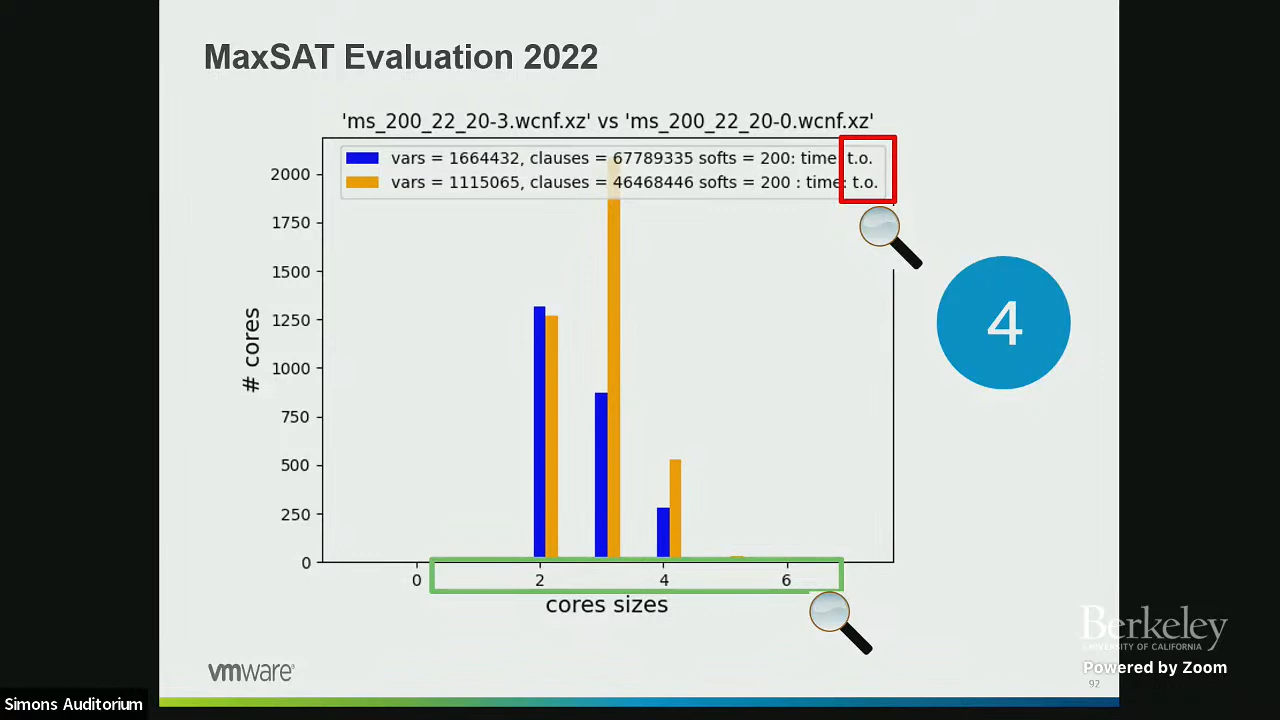 MaxSAT Evaluation 2022
'ms_200_22_20-3.wcnf.xz' vs 'ms_200_22_20-0.wcnf.xz'
vars = 1664432, clauses = 67789335 softs = 200: time: t.o.
vars = 1115065, clauses = 46468446 softs = 200 : time: t.o.
2000
1750
1500
1250
1000
750
500
250
0
# cores
0 2 4 6
cores sizes
4
vmware
Berkeley
UNIVERSITY OF CALIFORNIA
Powered by Zoom
92
Simons Auditorium